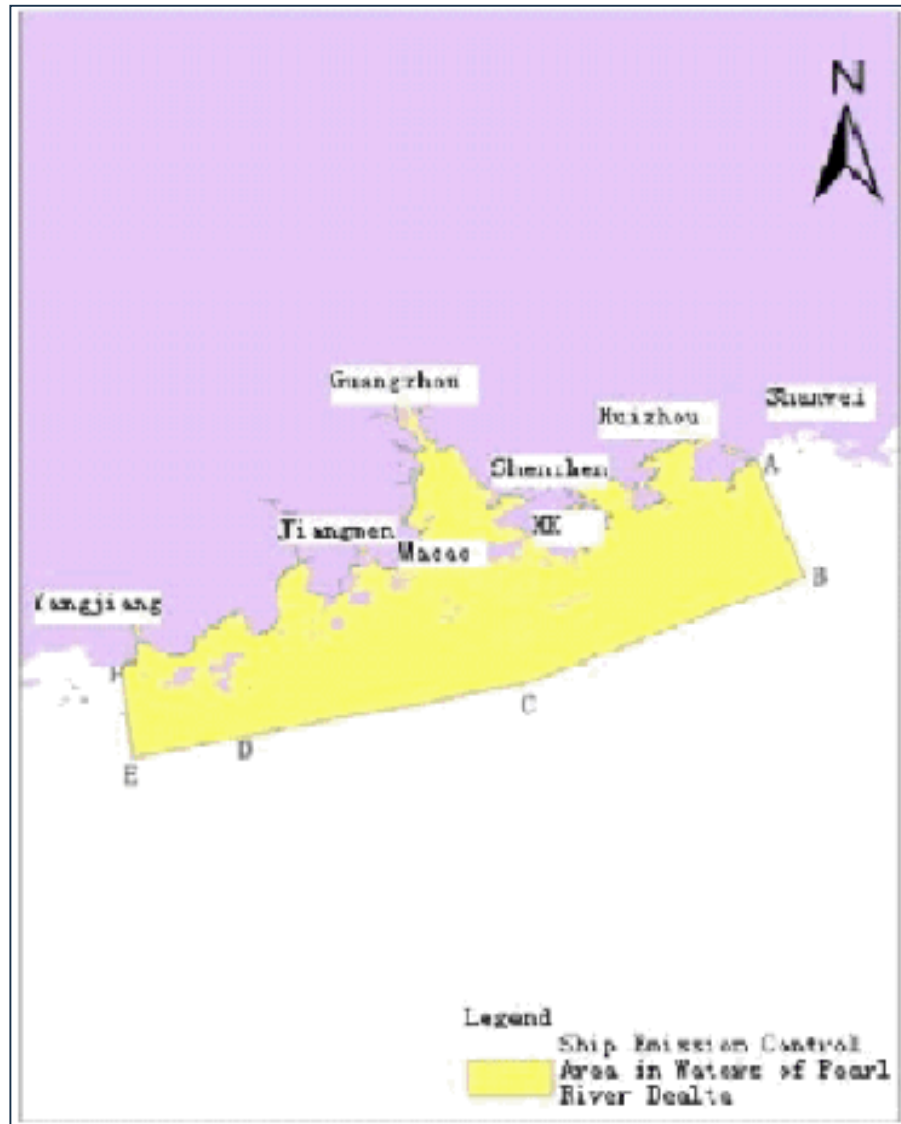 N
Guangzhou
Shanwei
Huizhou
A
Shenzhen
HK
Jiangmen
Macao
B
Yangjiang
F
C
D
E
Legend
Ship Emission Control
Area in Waters of Pearl
River Dealta